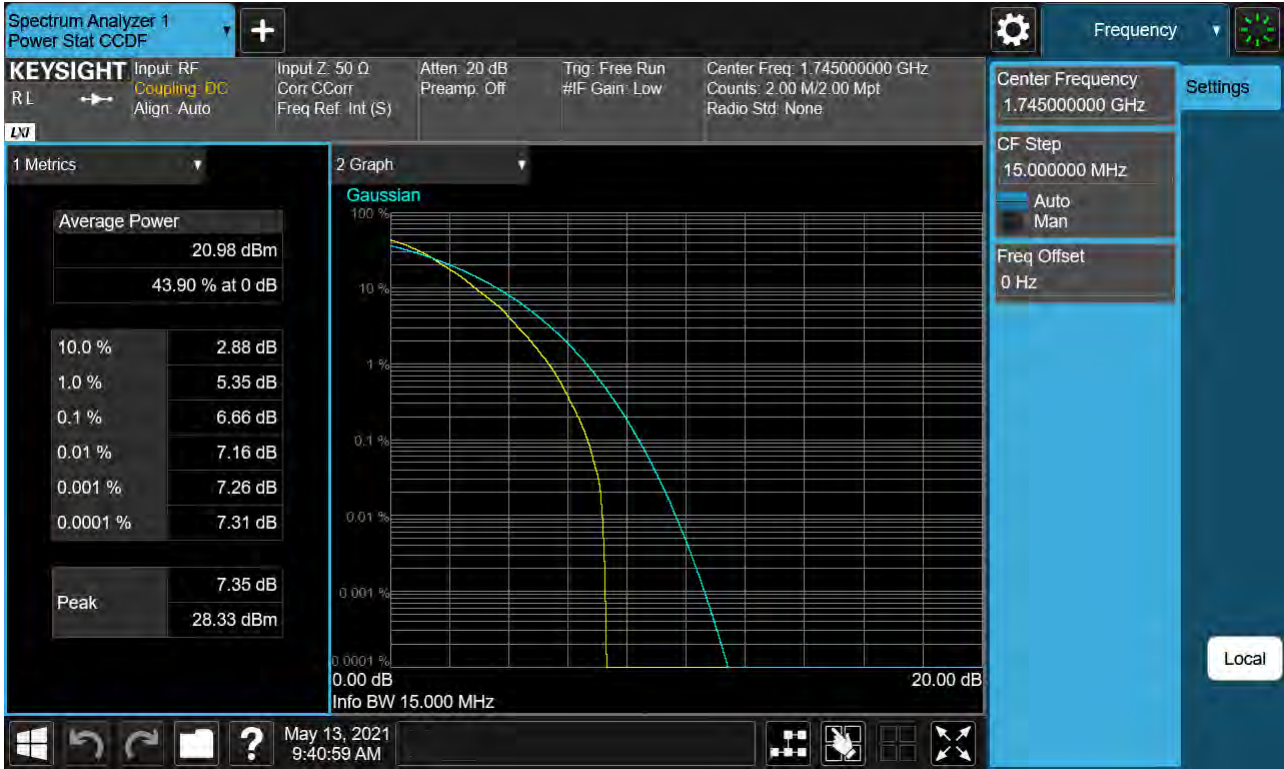 Spectrum Analyzer 1
Power Stat CCDF
+
Frequency
KEYSIGHT
RL
LXI
Input: RF
Coupling: DC
Align: Auto
Input Z: 50 Ω
Corr CCorr
Freq Ref: Int (S)
Atten: 20 dB
Preamp: Off
Trig: Free Run
#IF Gain: Low
Center Freq: 1.745000000 GHz
Counts: 2.00 M/2.00 Mpt
Radio Std: None
Center Frequency
1.745000000 GHz
Settings
CF Step
15.000000 MHz
Auto
Man
Freq Offset
0 Hz
1 Metrics
Average Power
20.98 dBm
43.90 % at 0 dB
10.0 % 2.88 dB
1.0 % 5.35 dB
0.1 % 6.66 dB
0.01 % 7.16 dB
0.001 % 7.26 dB
0.0001 % 7.31 dB
Peak
7.35 dB
28.33 dBm
2 Graph
Gaussian
100 %
10 %
1 %
0.1 %
0.01 %
0.001 %
0.0001 %
0.00 dB 20.00 dB
Info BW 15.000 MHz
Local
?
May 13, 2021
9:40:59 AM